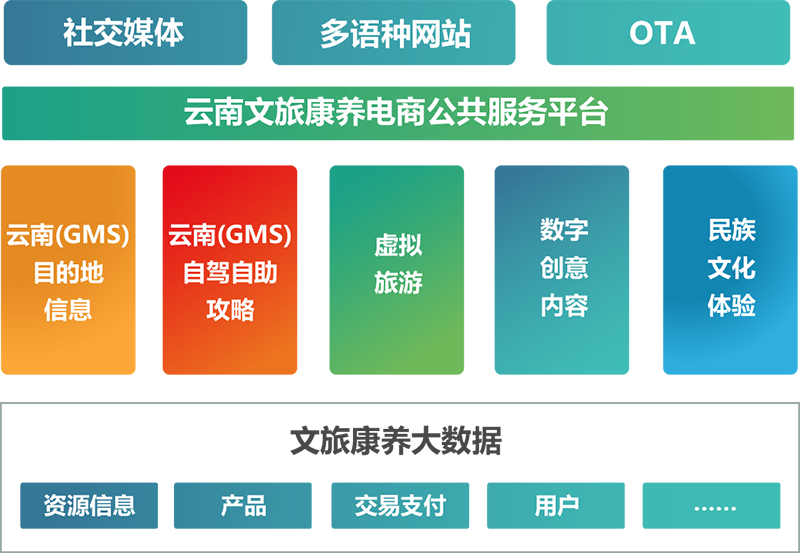 社交媒体
多语种网站
OTA
云南文旅康养电商公共服务平台
云南(GMS)
目的地
信息
云南(GMS)
自驾自助
攻略
虚拟
旅游
数字
创意
内容
民族
文化
体验
文旅康养大数据
资源信息
产品
交易支付
用户
……